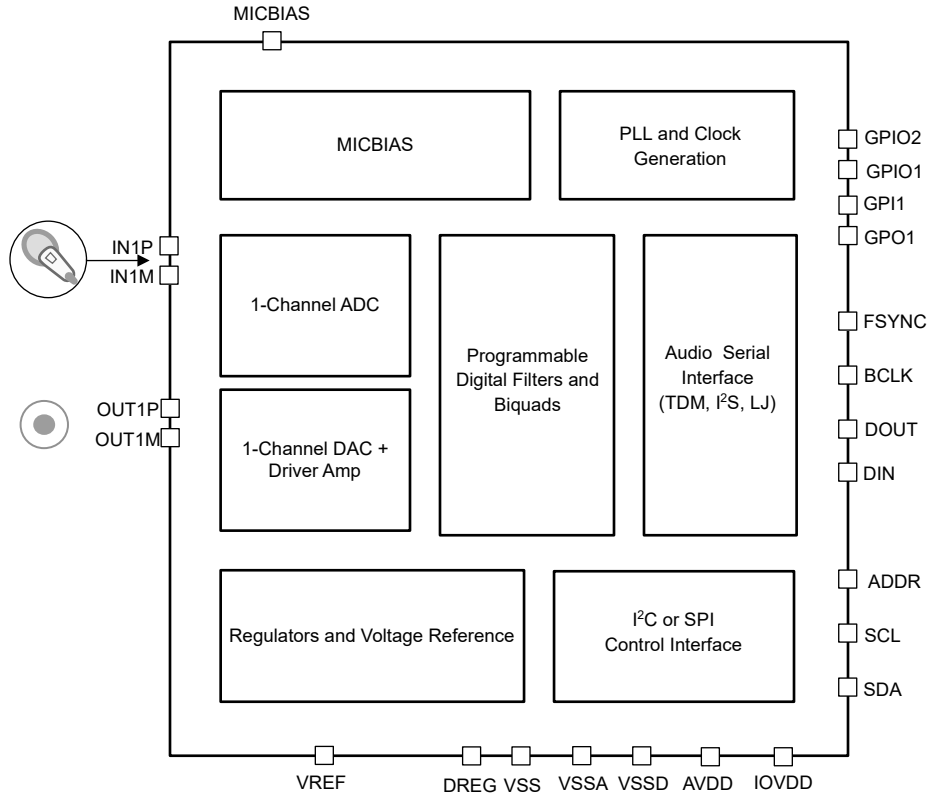 MICBIAS
MICBIAS
PLL and Clock
Generation
GPIO2
GPIO1
GPI1
GPO1
IN1P
IN1M
1-Channel ADC
Programmable
Digital Filters and
Biquads
Audio Serial
Interface
(TDM, I²S, LJ)
FSYNC
BCLK
DOUT
DIN
OUT1P
OUT1M
1-Channel DAC +
Driver Amp
Regulators and Voltage Reference
I²C or SPI
Control Interface
ADDR
SCL
SDA
VREF
DREG
VSS
VSSA
VSSD
AVDD
IOVDD